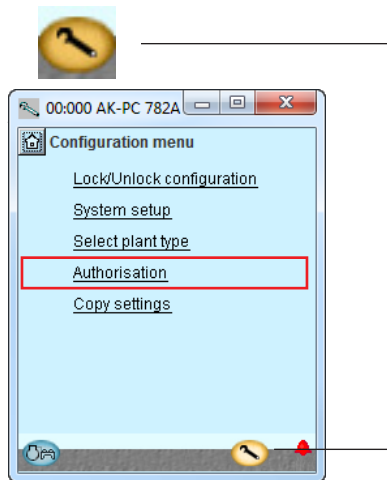 00:000 AK-PC 782A
Configuration menu
Lock/Unlock configuration
System setup
Select plant type
Authorisation
Copy settings